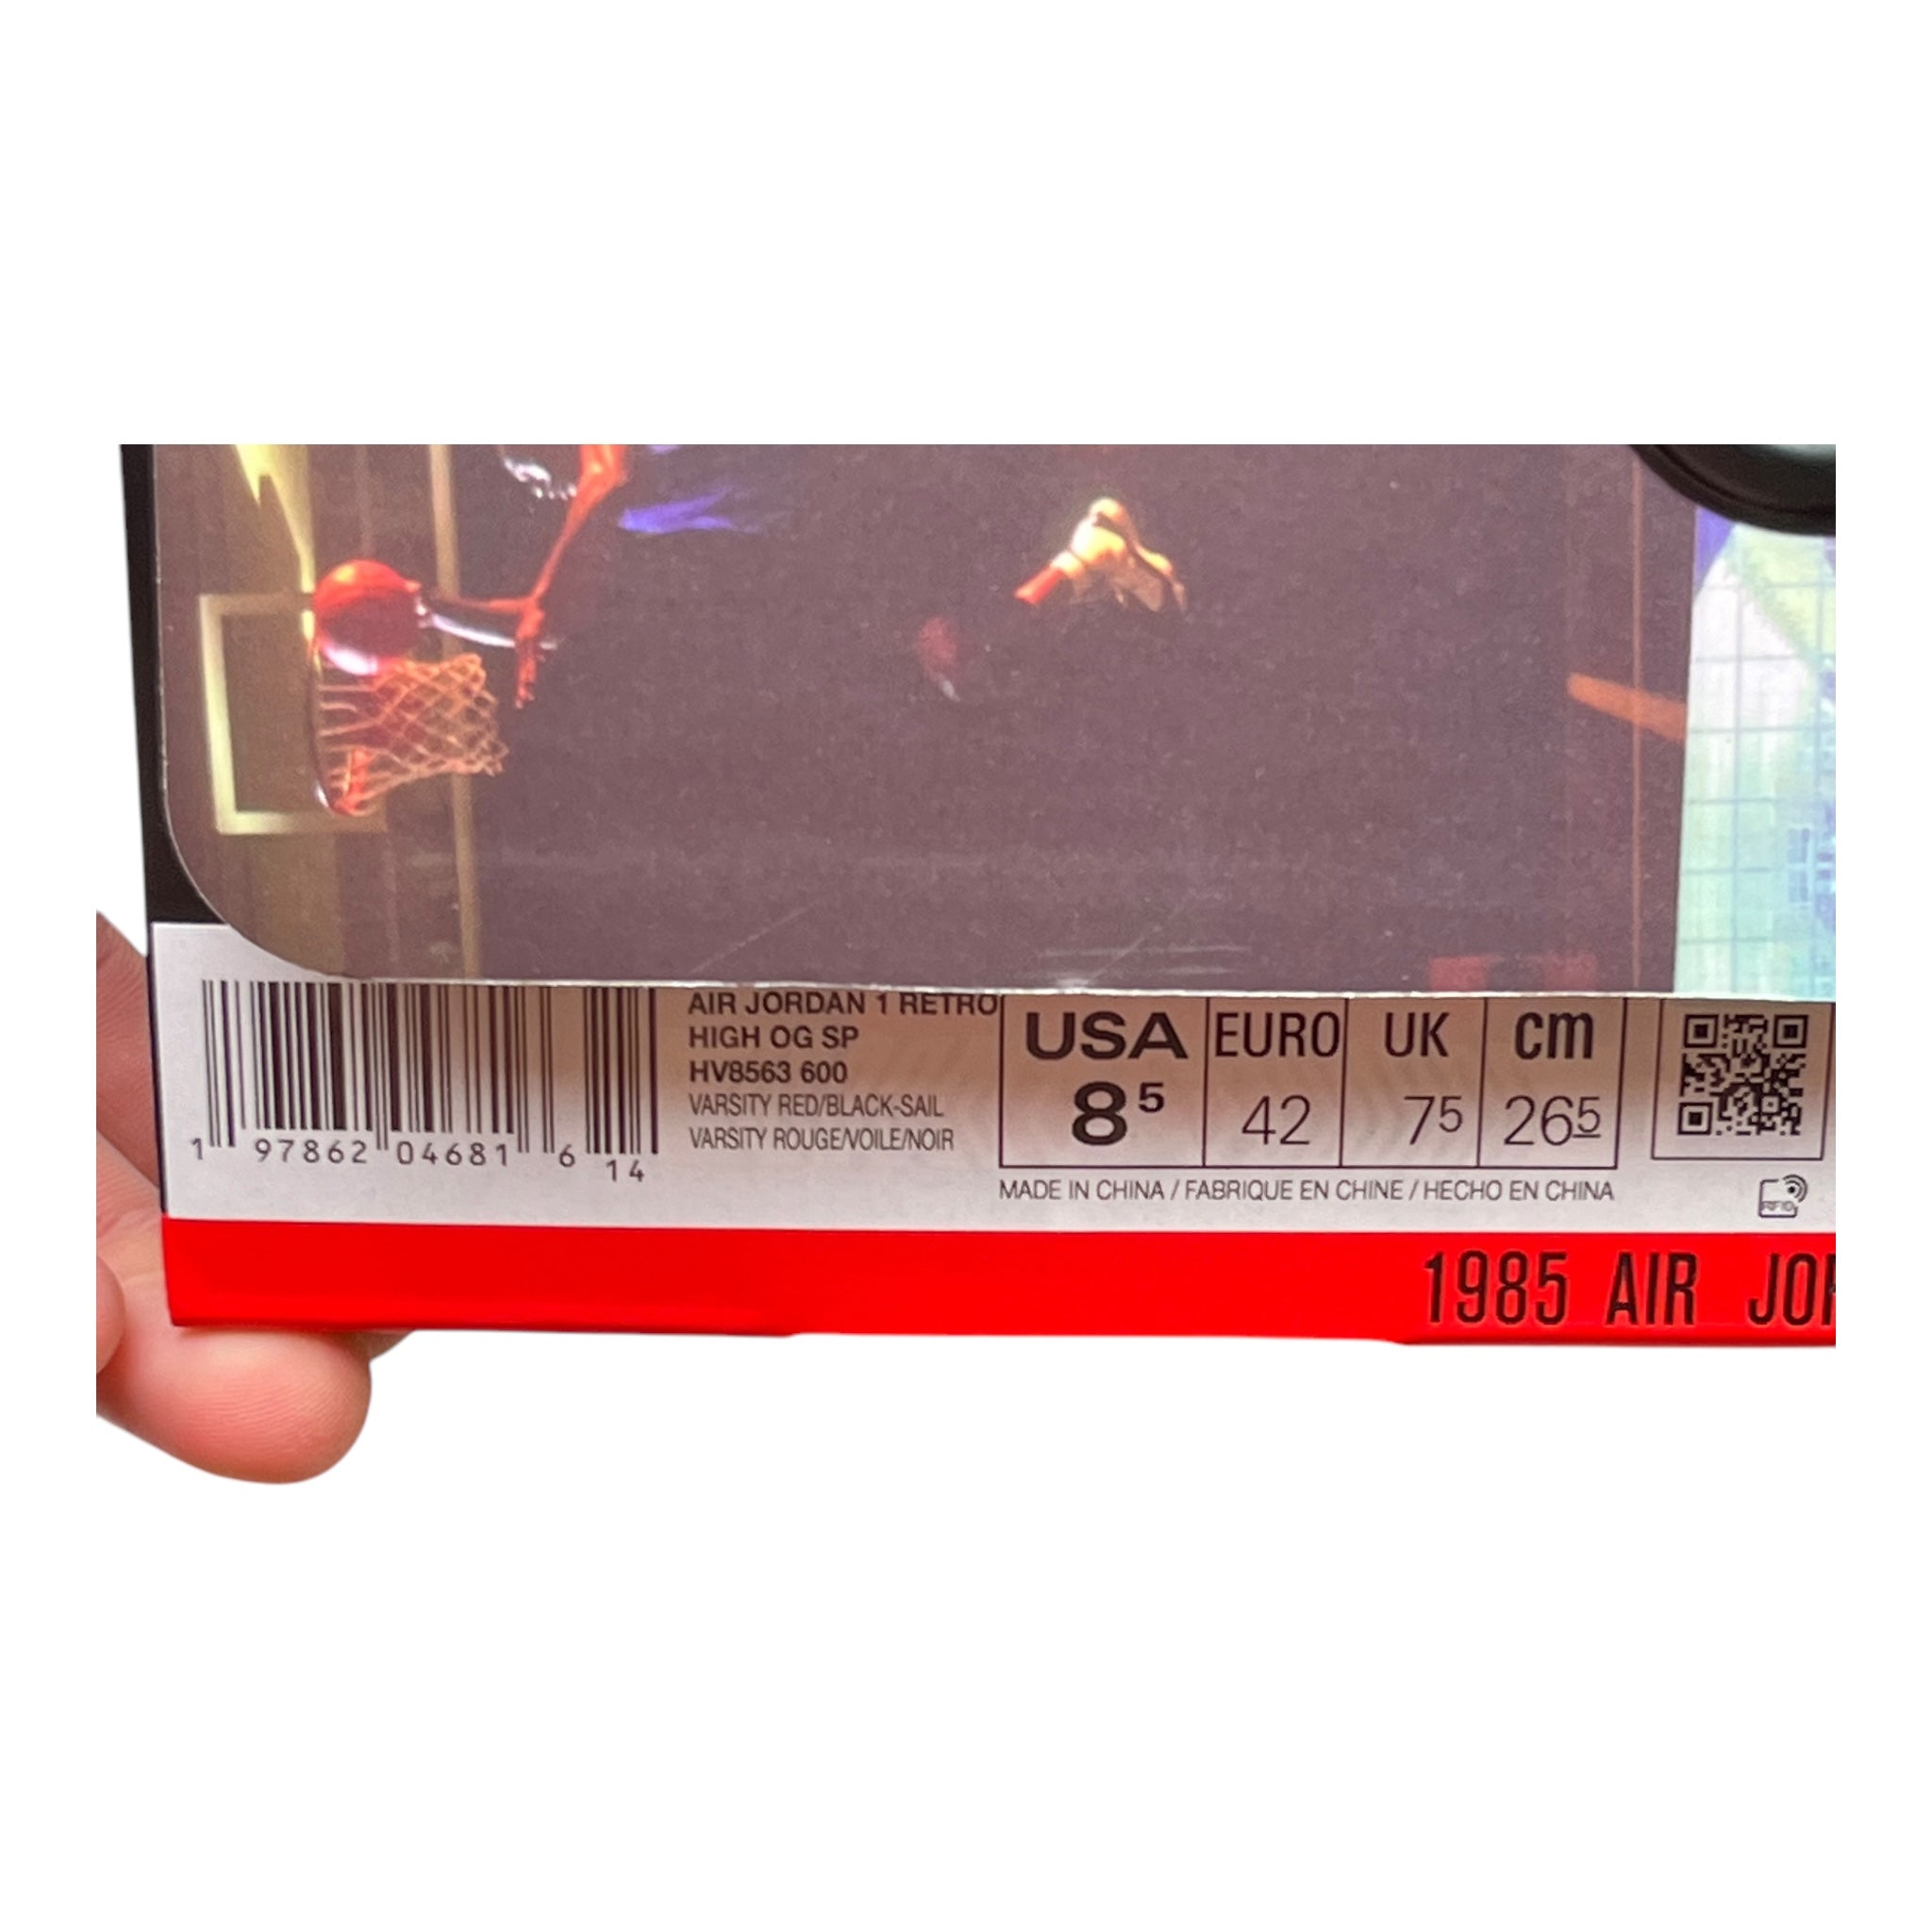 AIR JORDAN 1 RETRO
HIGH OG SP
HV8563 600
VARSITY RED/BLACK-SAIL
VARSITY ROUGE/VOILE/NOIR
1 97862 04681 6 14
USA EURO UK cm
8⁵ 42 7⁵ 26⁵
MADE IN CHINA / FABRIQUE EN CHINE / HECHO EN CHINA
RFID
1985 AIR JOR